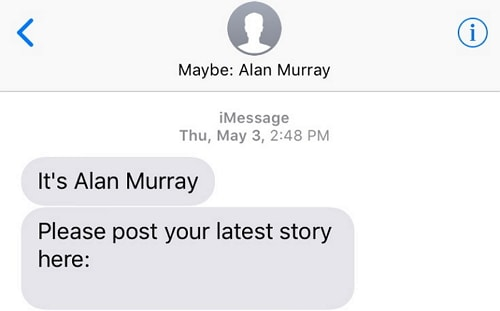 Maybe: Alan Murray
iMessage
Thu, May 3, 2:48 PM
It's Alan Murray
Please post your latest story
here: